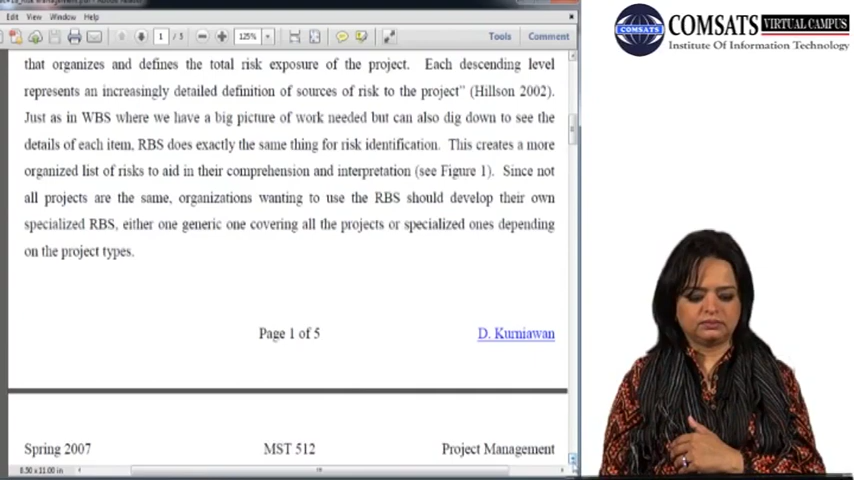 Edit View Window Help
1 / 5
125%
Tools
Comment
that organizes and defines the total risk exposure of the project. Each descending level
represents an increasingly detailed definition of sources of risk to the project” (Hillson 2002).
Just as in WBS where we have a big picture of work needed but can also dig down to see the
details of each item, RBS does exactly the same thing for risk identification. This creates a more
organized list of risks to aid in their comprehension and interpretation (see Figure 1). Since not
all projects are the same, organizations wanting to use the RBS should develop their own
specialized RBS, either one generic one covering all the projects or specialized ones depending
on the project types.
Page 1 of 5
D. Kurniawan
Spring 2007
MST 512
Project Management
8.50 x 11.00 in
COMSATS
COMSATS VIRTUAL CAMPUS
Institute Of Information Technology